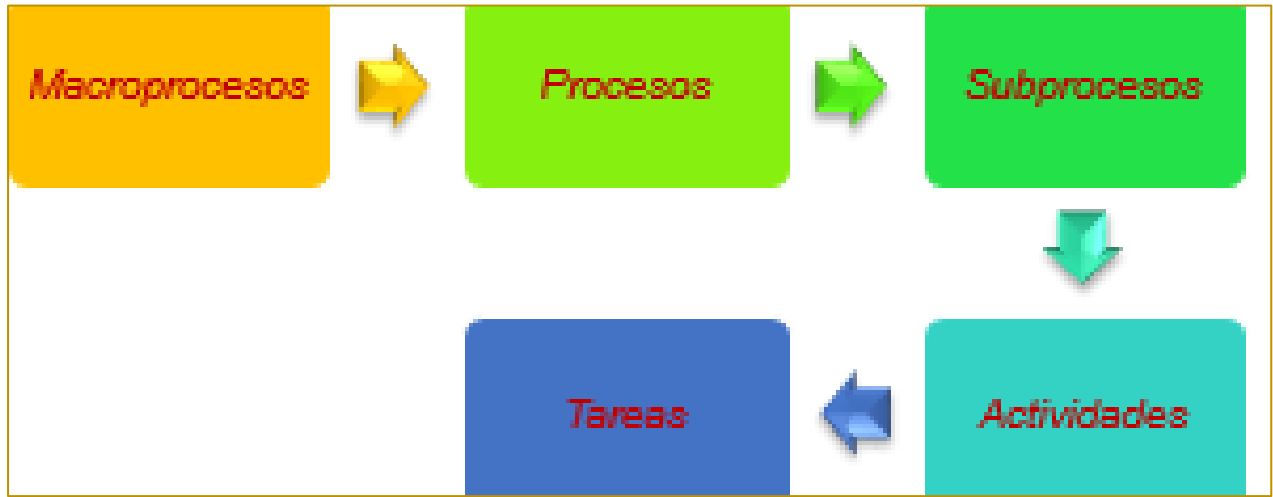 Macroprocesos
Procesos
Subprocesos
Actividades
Tareas